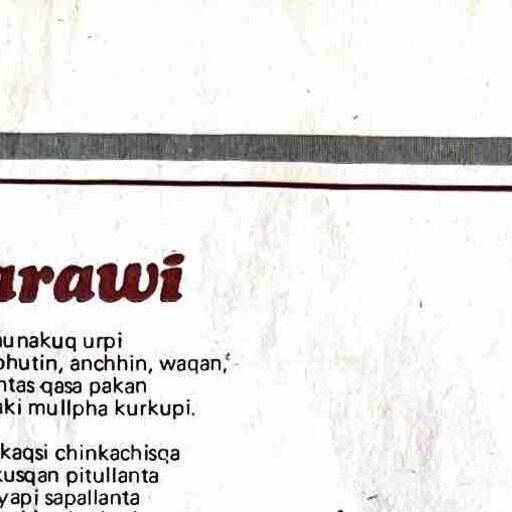 arawi
unakuq urpi
phutin, anchhin, waqan,
ntas qasa pakan
aki mullpha kurkupi.
kaqsi chinkachisqa
kusqan pitullanta
yapi sapallanta